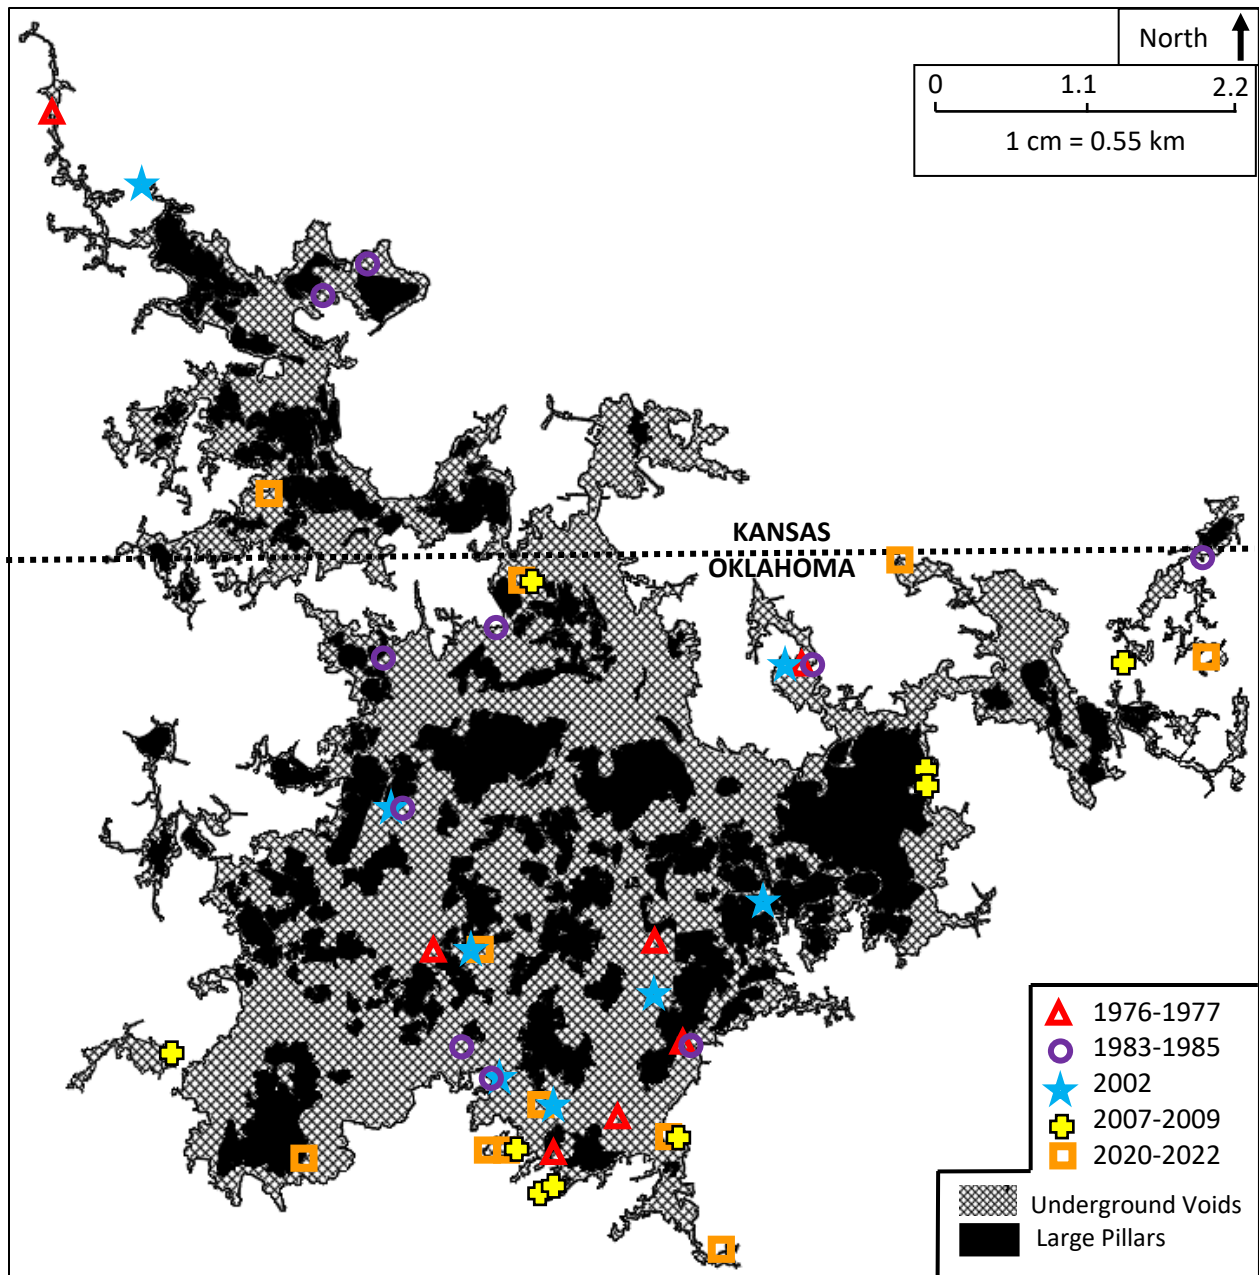 North
0 1.1 2.2
1 cm = 0.55 km
KANSAS
OKLAHOMA
1976-1977
1983-1985
2002
2007-2009
2020-2022
Underground Voids
Large Pillars